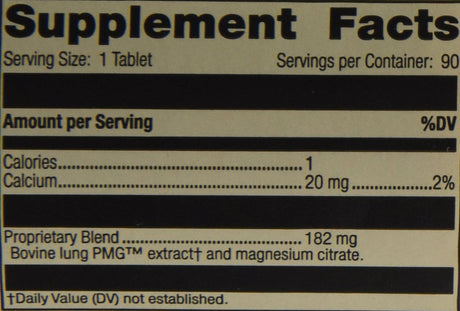 Supplement Facts
Serving Size: 1 Tablet Servings per Container: 90
Amount per Serving %DV
Calories..............................................................1
Calcium..............................................................20 mg ..................2%
Proprietary Blend ..............................................182 mg
Bovine lung PMG™ extract† and magnesium citrate.
†Daily Value (DV) not established.